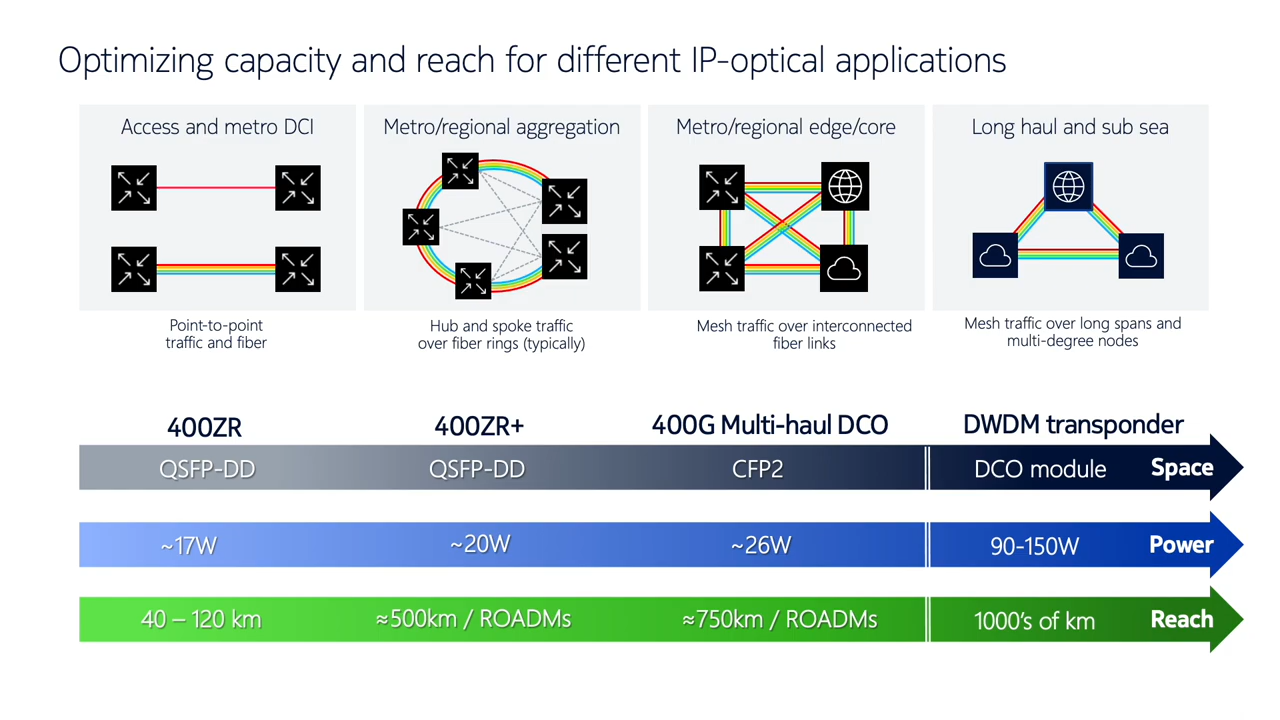 Optimizing capacity and reach for different IP-optical applications
Access and metro DCI
Metro/regional aggregation
Metro/regional edge/core
Long haul and sub sea
Point-to-point
traffic and fiber
Hub and spoke traffic
over fiber rings (typically)
Mesh traffic over interconnected
fiber links
Mesh traffic over long spans and
multi-degree nodes
400ZR
400ZR+
400G Multi-haul DCO
DWDM transponder
QSFP-DD
QSFP-DD
CFP2
DCO module
Space
~17W
~20W
~26W
90-150W
Power
40 – 120 km
≈500km / ROADMs
≈750km / ROADMs
1000’s of km
Reach